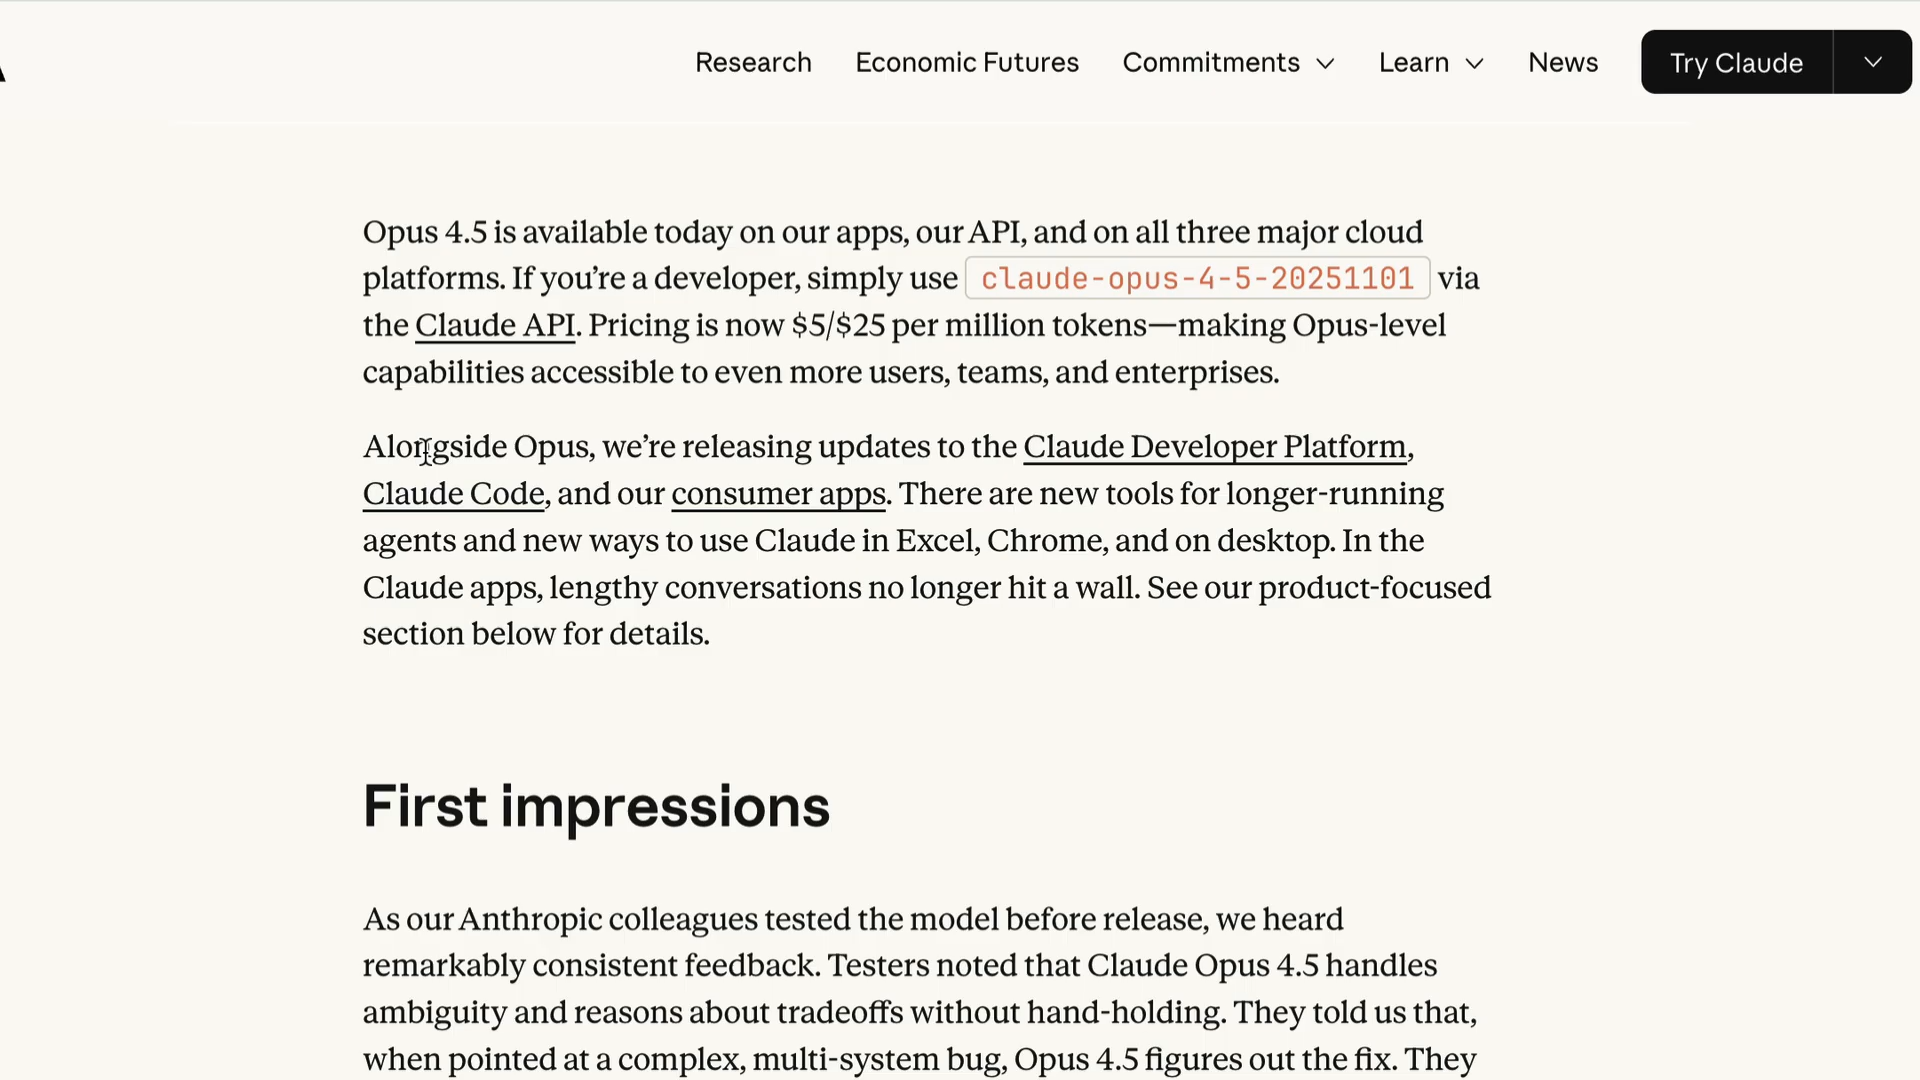 Research Economic Futures Commitments Learn News Try Claude
Opus 4.5 is available today on our apps, our API, and on all three major cloud
platforms. If you’re a developer, simply use claude-opus-4-5-20251101 via
the Claude API. Pricing is now $5/$25 per million tokens—making Opus-level
capabilities accessible to even more users, teams, and enterprises.
Alongside Opus, we’re releasing updates to the Claude Developer Platform,
Claude Code, and our consumer apps. There are new tools for longer-running
agents and new ways to use Claude in Excel, Chrome, and on desktop. In the
Claude apps, lengthy conversations no longer hit a wall. See our product-focused
section below for details.
First impressions
As our Anthropic colleagues tested the model before release, we heard
remarkably consistent feedback. Testers noted that Claude Opus 4.5 handles
ambiguity and reasons about tradeoffs without hand-holding. They told us that,
when pointed at a complex, multi-system bug, Opus 4.5 figures out the fix. They